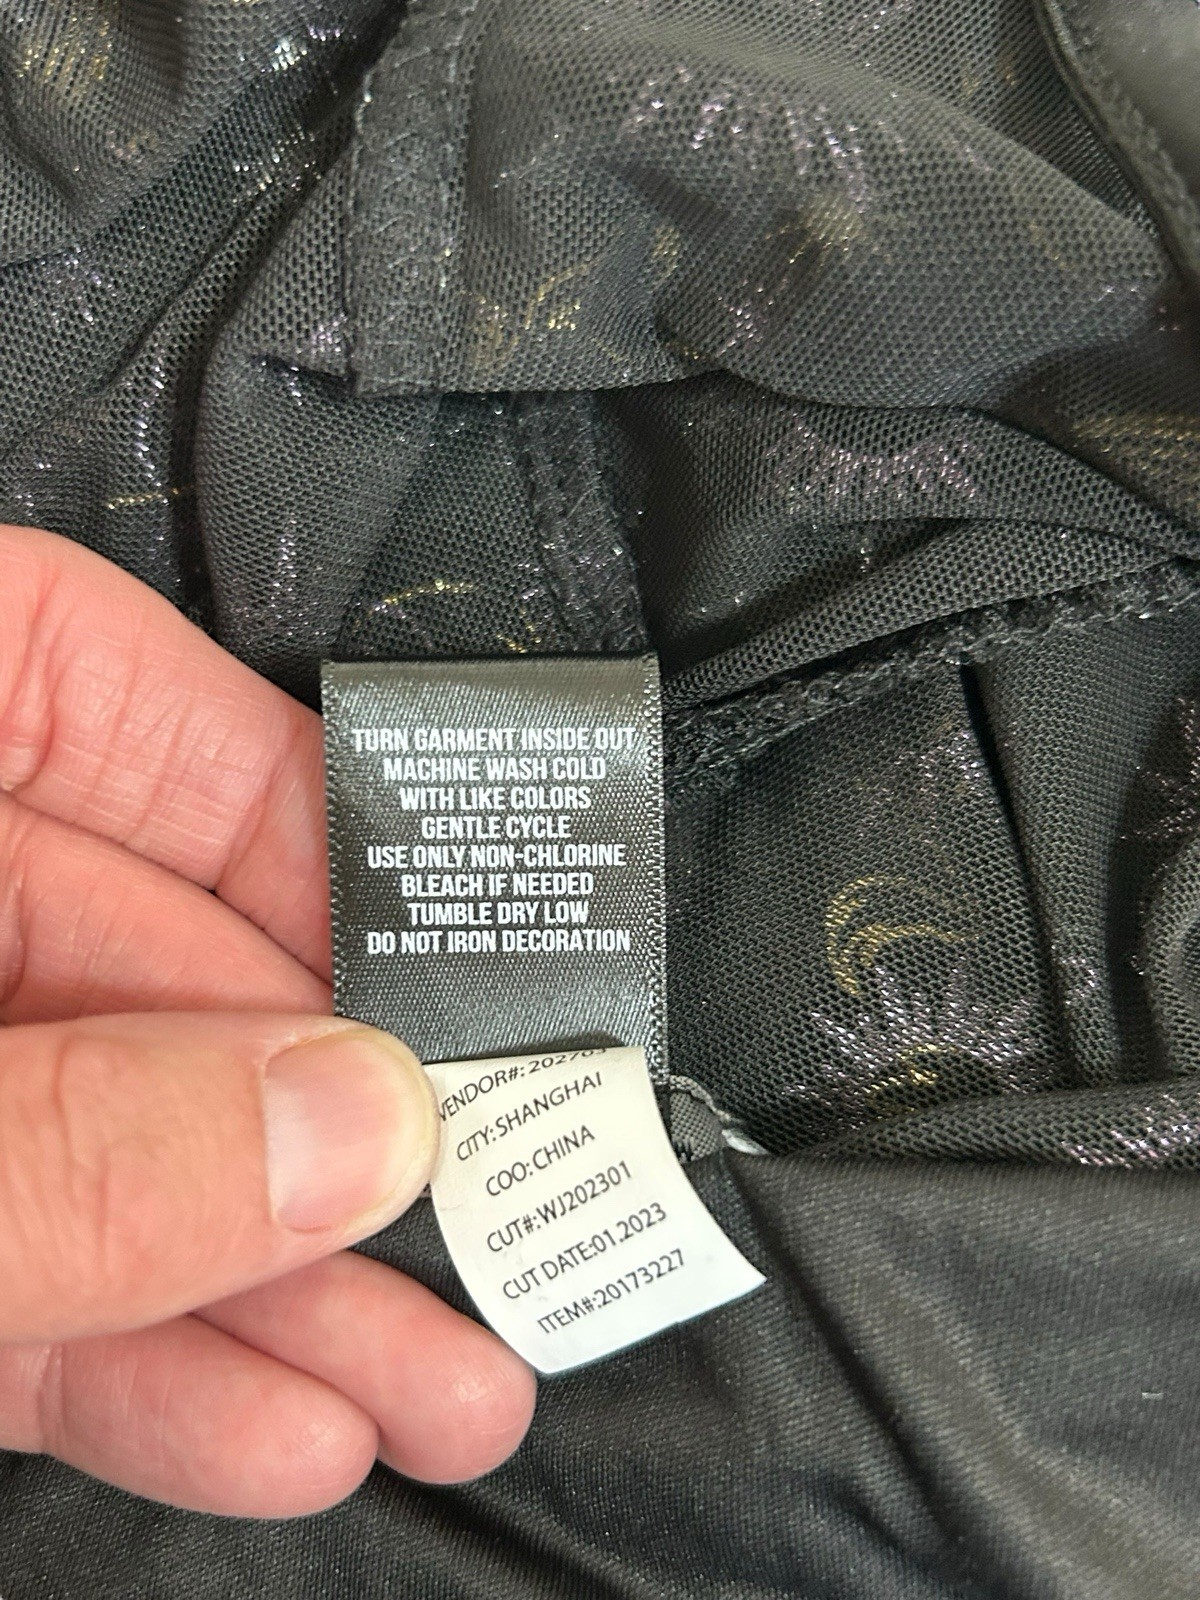 TURN GARMENT INSIDE OUT
MACHINE WASH COLD
WITH LIKE COLORS
GENTLE CYCLE
USE ONLY NON-CHLORINE
BLEACH IF NEEDED
TUMBLE DRY LOW
DO NOT IRON DECORATION
VENDOR#:
CITY:SHANGHAI
COO:CHINA
CUT#:WJ202301
CUT DATE:01.2023
ITEM#:20173227